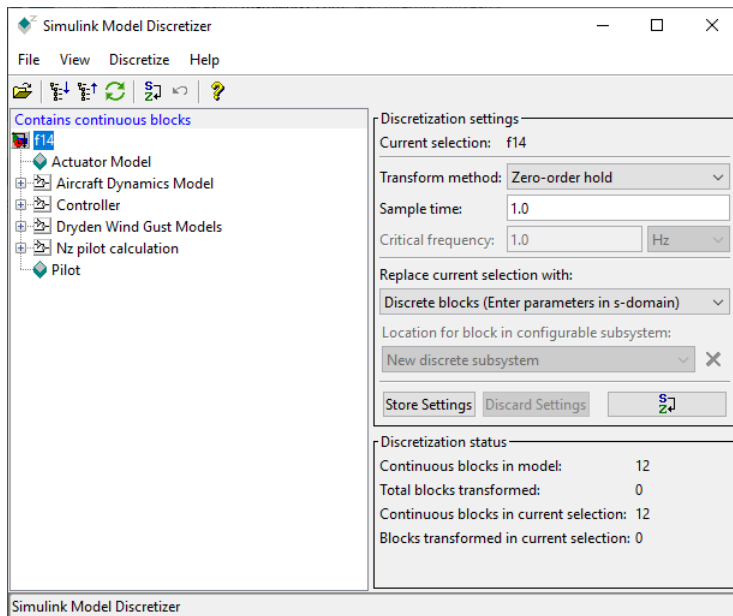 Simulink Model Discretizer
File View Discretize Help
Contains continuous blocks
f14
Actuator Model
Aircraft Dynamics Model
Controller
Dryden Wind Gust Models
Nz pilot calculation
Pilot
Discretization settings
Current selection: f14
Transform method: Zero-order hold
Sample time: 1.0
Critical frequency: 1.0 Hz
Replace current selection with:
Discrete blocks (Enter parameters in s-domain)
Location for block in configurable subsystem:
New discrete subsystem
Store Settings Discard Settings S Z
Discretization status
Continuous blocks in model: 12
Total blocks transformed: 0
Continuous blocks in current selection: 12
Blocks transformed in current selection: 0
Simulink Model Discretizer